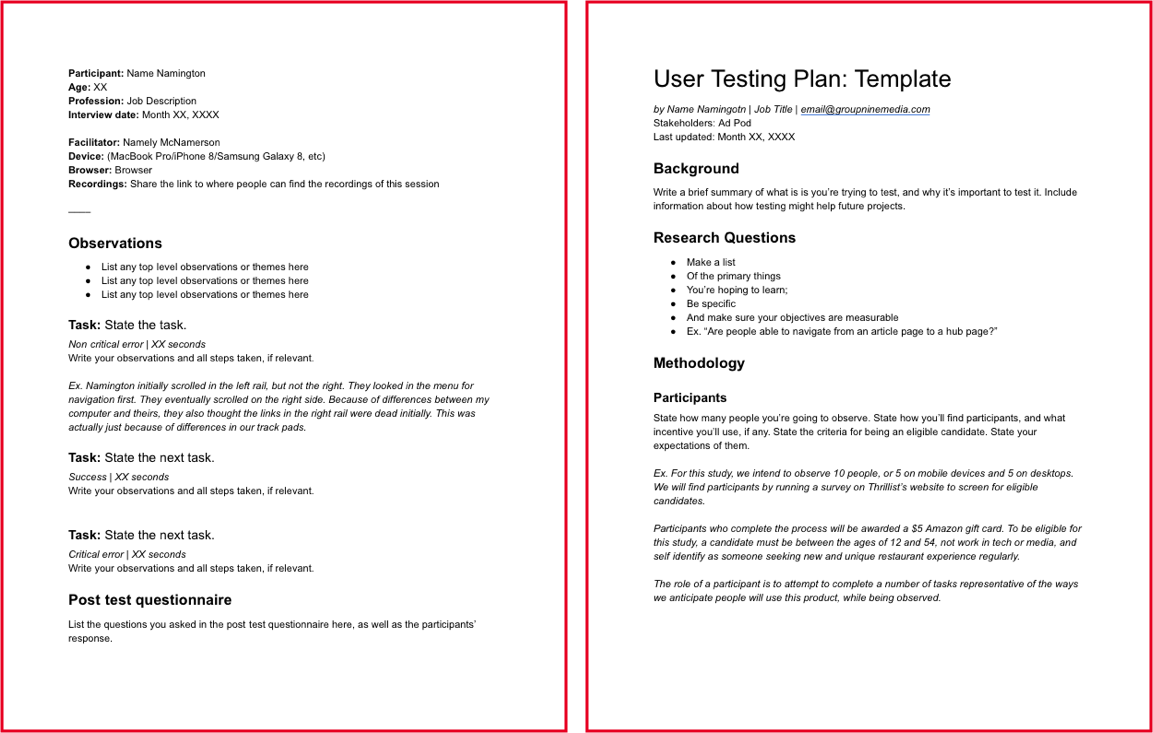 Participant: Name Namington
Age: XX
Profession: Job Description
Interview date: Month XX, XXXX
Facilitator: Namely McNamerson
Device: (MacBook Pro/iPhone 8/Samsung Galaxy 8, etc)
Browser: Browser
Recordings: Share the link to where people can find the recordings of this session
Observations
● List any top level observations or themes here
● List any top level observations or themes here
● List any top level observations or themes here
Task: State the task.
Non critical error | XX seconds
Write your observations and all steps taken, if relevant.
Ex. Namington initially scrolled in the left rail, but not the right. They looked in the menu for
navigation first. They eventually scrolled on the right side. Because of differences between my
computer and theirs, they also thought the links in the right rail were dead initially. This was
actually just because of differences in our track pads.
Task: State the next task.
Success | XX seconds
Write your observations and all steps taken, if relevant.
Task: State the next task.
Critical error | XX seconds
Write your observations and all steps taken, if relevant.
Post test questionnaire
List the questions you asked in the post test questionnaire here, as well as the participants’
response.
User Testing Plan: Template
by Name Namingotn | Job Title | email@groupninemedia.com
Stakeholders: Ad Pod
Last updated: Month XX, XXXX
Background
Write a brief summary of what is is you’re trying to test, and why it’s important to test it. Include
information about how testing might help future projects.
Research Questions
● Make a list
● Of the primary things
● You’re hoping to learn;
● Be specific
● And make sure your objectives are measurable
● Ex. “Are people able to navigate from an article page to a hub page?”
Methodology
Participants
State how many people you’re going to observe. State how you’ll find participants, and what
incentive you’ll use, if any. State the criteria for being an eligible candidate. State your
expectations of them.
Ex. For this study, we intend to observe 10 people, or 5 on mobile devices and 5 on desktops.
We will find participants by running a survey on Thrillist’s website to screen for eligible
candidates.
Participants who complete the process will be awarded a $5 Amazon gift card. To be eligible for
this study, a candidate must be between the ages of 12 and 54, not work in tech or media, and
self identify as someone seeking new and unique restaurant experience regularly.
The role of a participant is to attempt to complete a number of tasks representative of the ways
we anticipate people will use this product, while being observed.